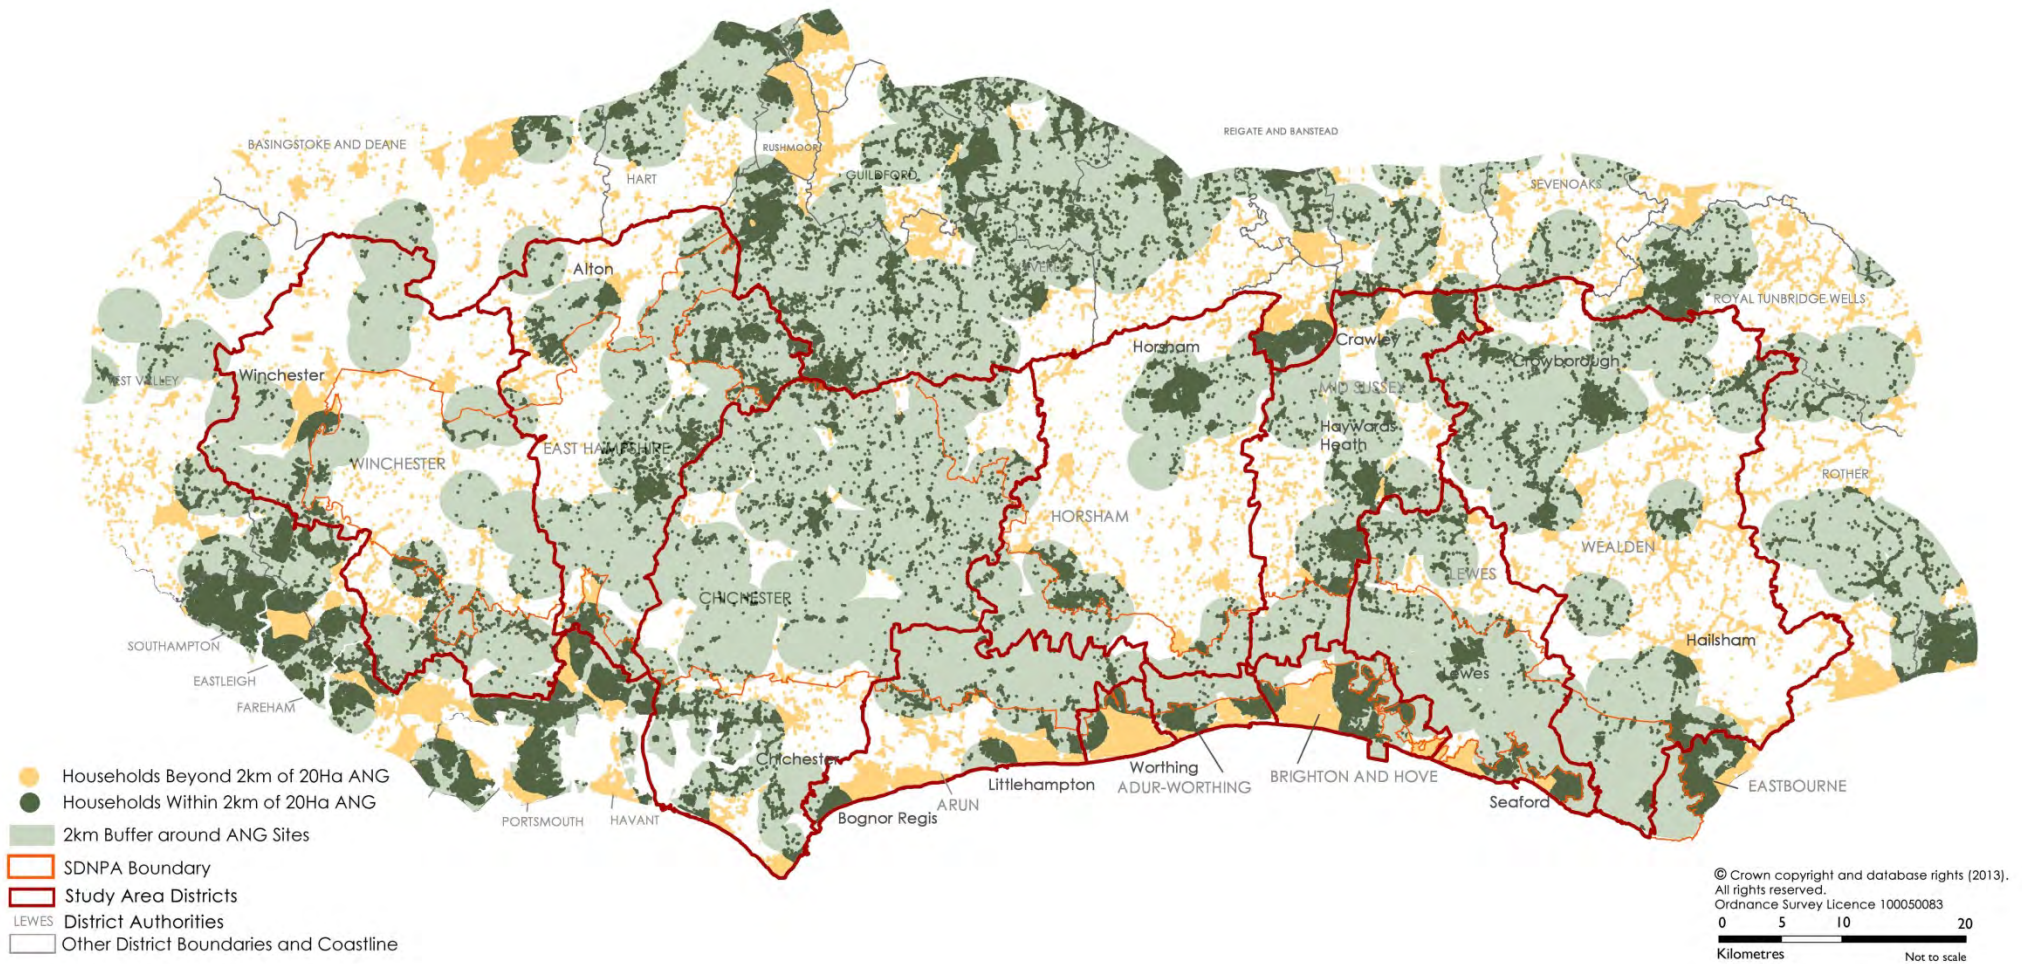 REIGATE AND BANSTEAD
BASINGSTOKE AND DEANE
RUSHMOOR
HART
GUILDFORD
SEVENOAKS
Alton
WAVERLEY
ROYAL TUNBRIDGE WELLS
Horsham
Crawley
Crowborough
Winchester
TEST VALLEY
MID SUSSEX
Haywards
Heath
EAST HAMPSHIRE
WINCHESTER
ROTHER
HORSHAM
WEALDEN
LEWES
CHICHESTER
Hailsham
SOUTHAMPTON
Lewes
EASTLEIGH
FAREHAM
Chichester
Worthing
BRIGHTON AND HOVE
Littlehampton
ADUR-WORTHING
EASTBOURNE
ARUN
Seaford
PORTSMOUTH
HAVANT
Bognor Regis
Households Beyond 2km of 20Ha ANG
Households Within 2km of 20Ha ANG
2km Buffer around ANG Sites
SDNPA Boundary
Study Area Districts
LEWES District Authorities
Other District Boundaries and Coastline
© Crown copyright and database rights (2013).
All rights reserved.
Ordnance Survey Licence 100050083
0 5 10 20
Kilometres Not to scale